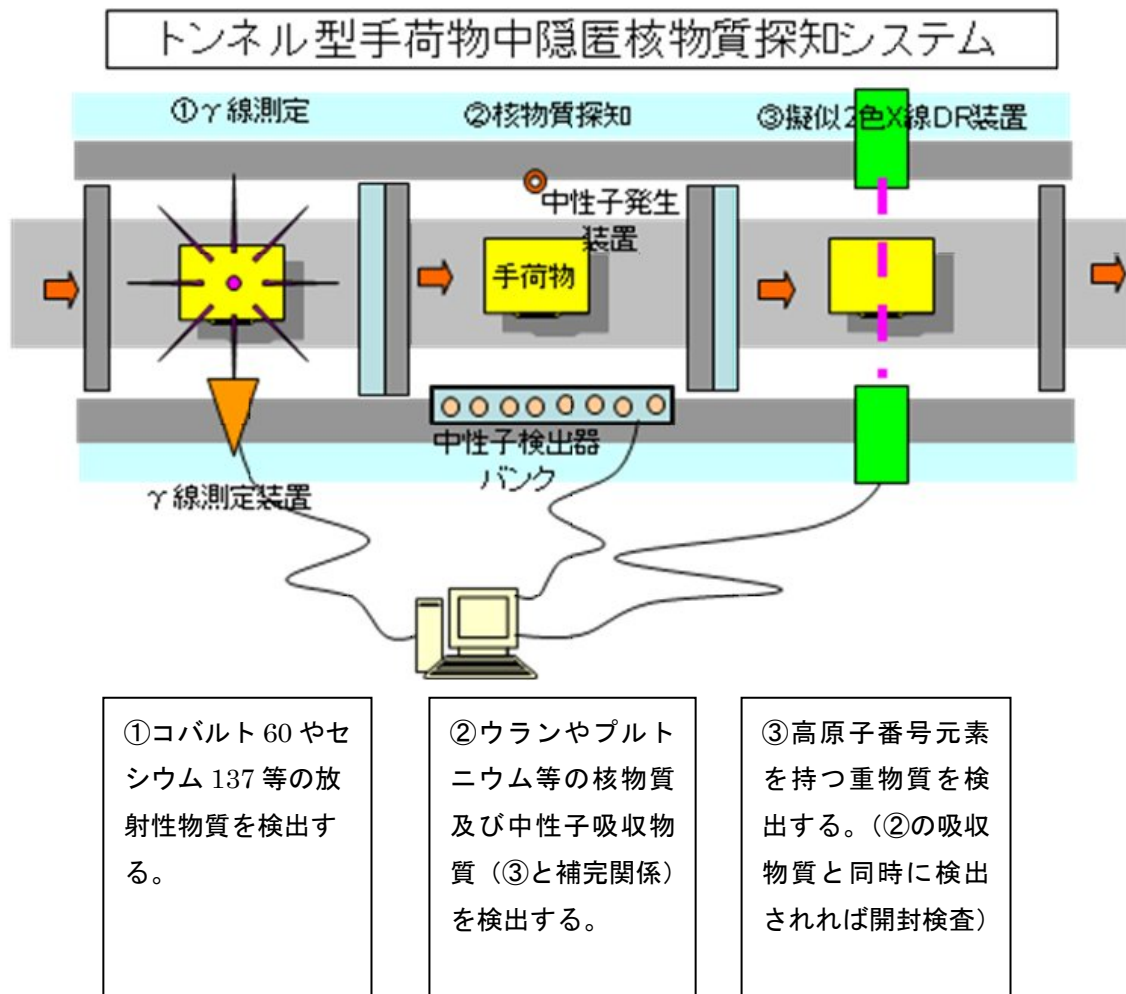 トンネル型手荷物中隠匿核物質探知システム
①γ線測定
②核物質探知
③擬似2色X線DR装置
中性子発生
装置
手荷物
中性子検出器
バンク
γ線測定装置
①コバルト 60 やセ
シウム 137 等の放
射性物質を検出す
る。
②ウランやプルト
ニウム等の核物質
及び中性子吸収物
質（③と補完関係）
を検出する。
③高原子番号元素
を持つ重物質を検
出する。（②の吸収
物質と同時に検出
されれば開封検査）